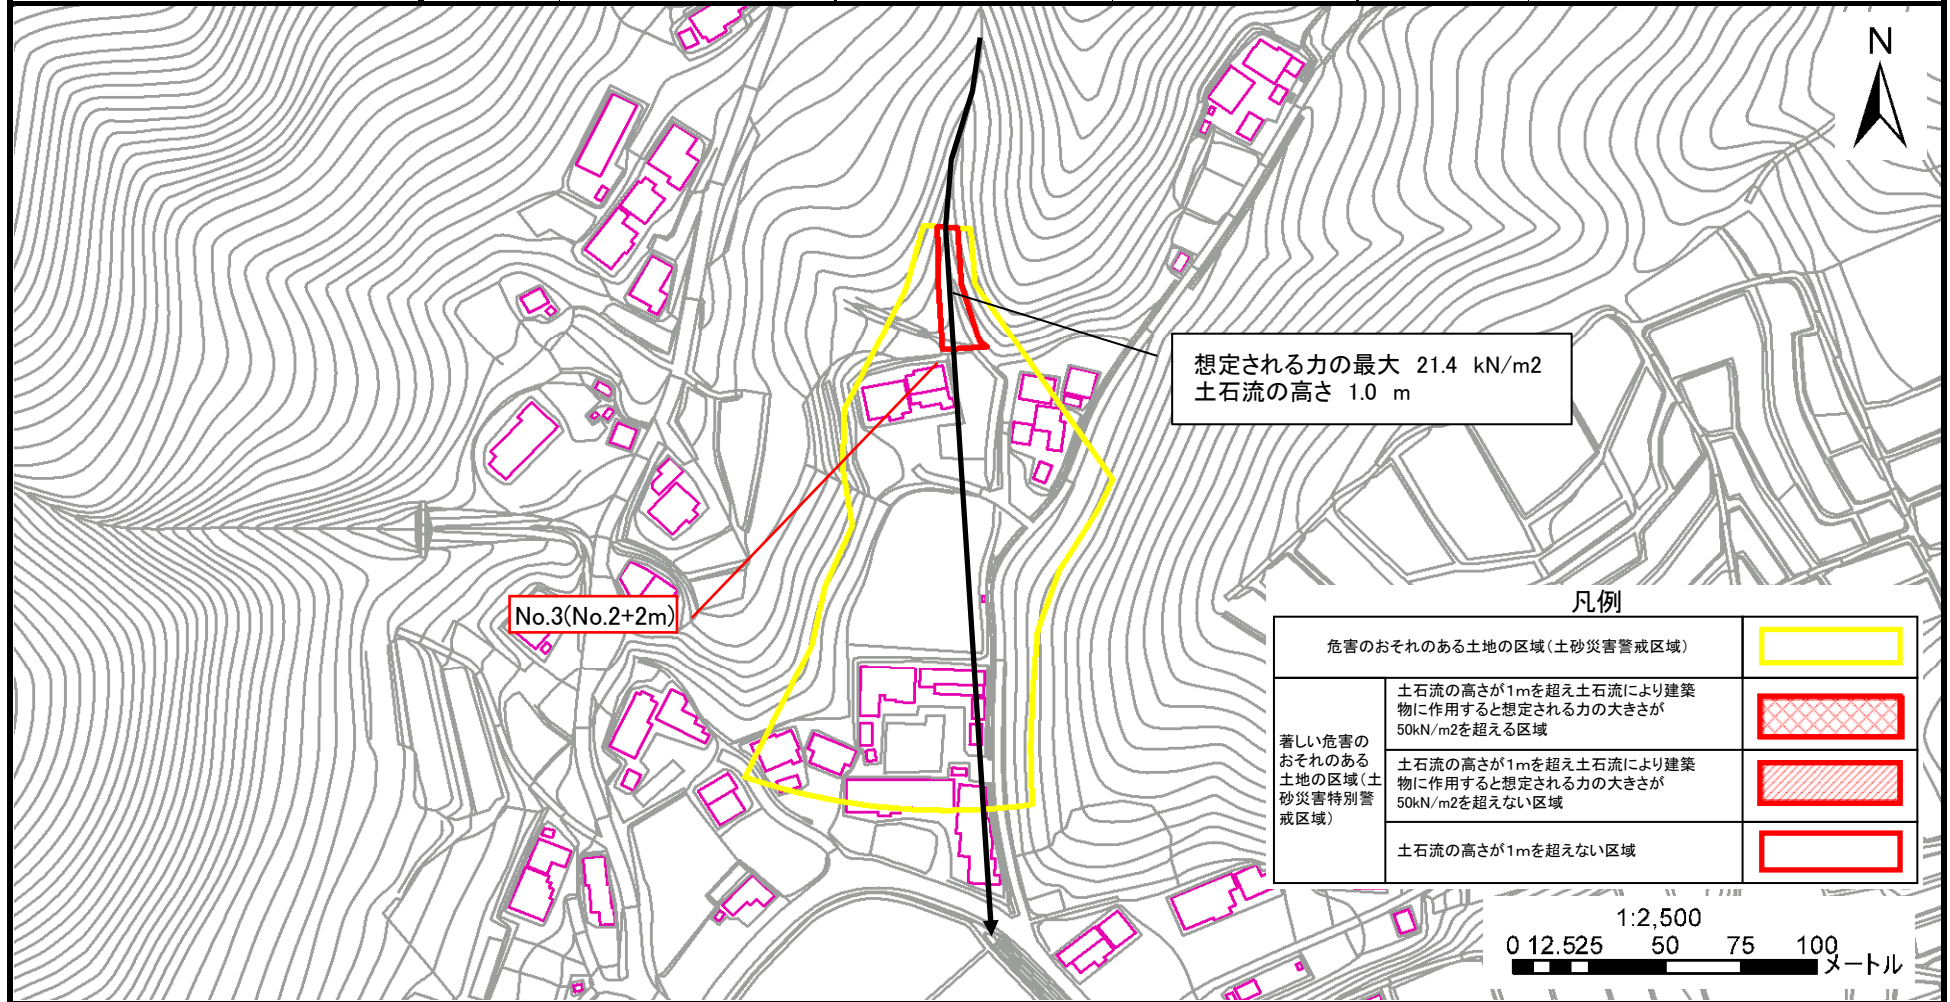 N
想定される力の最大 21.4 kN/m2
土石流の高さ 1.0 m
No.3(No.2+2m)
凡例
危害のおそれのある土地の区域(土砂災害警戒区域)
著しい危害の
おそれのある
土地の区域(土
砂災害特別警
戒区域)
土石流の高さが1mを超え土石流により建築
物に作用すると想定される力の大きさが
50kN/m2を超える区域
土石流の高さが1mを超え土石流により建築
物に作用すると想定される力の大きさが
50kN/m2を超えない区域
土石流の高さが1mを超えない区域
1:2,500
0 12.525 50 75 100
メートル